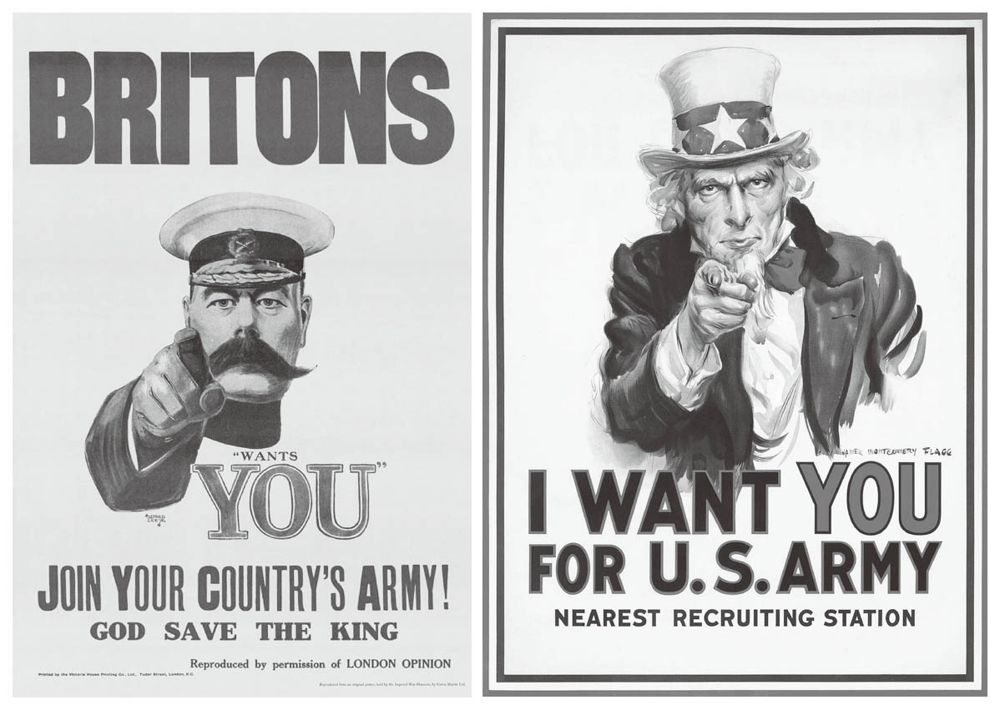 BRITONS
"WANTS
YOU"
ALFRED
LEETE
JOIN YOUR COUNTRY'S ARMY!
GOD SAVE THE KING
Reproduced by permission of LONDON OPINION
Printed by the Victoria House Printing Co., Ltd., Tudor Street, London, E.C.
Reproduced from an original poster, held by the Imperial War Museum, by Carwn Martin Ltd.
JAMES MONTGOMERY FLAGG
I WANT YOU
FOR U.S. ARMY
NEAREST RECRUITING STATION